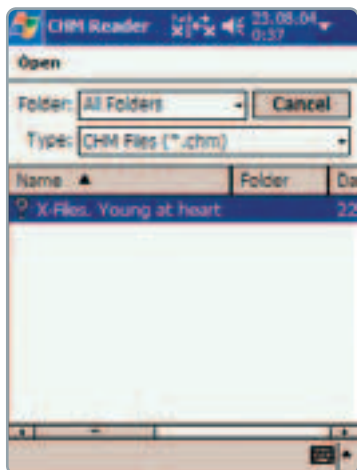 CHM Reader 23.08.04
0:37
Open
Folder: All Folders Cancel
Type: CHM Files (*.chm)
Name Folder Da
X-Files. Young at heart 22